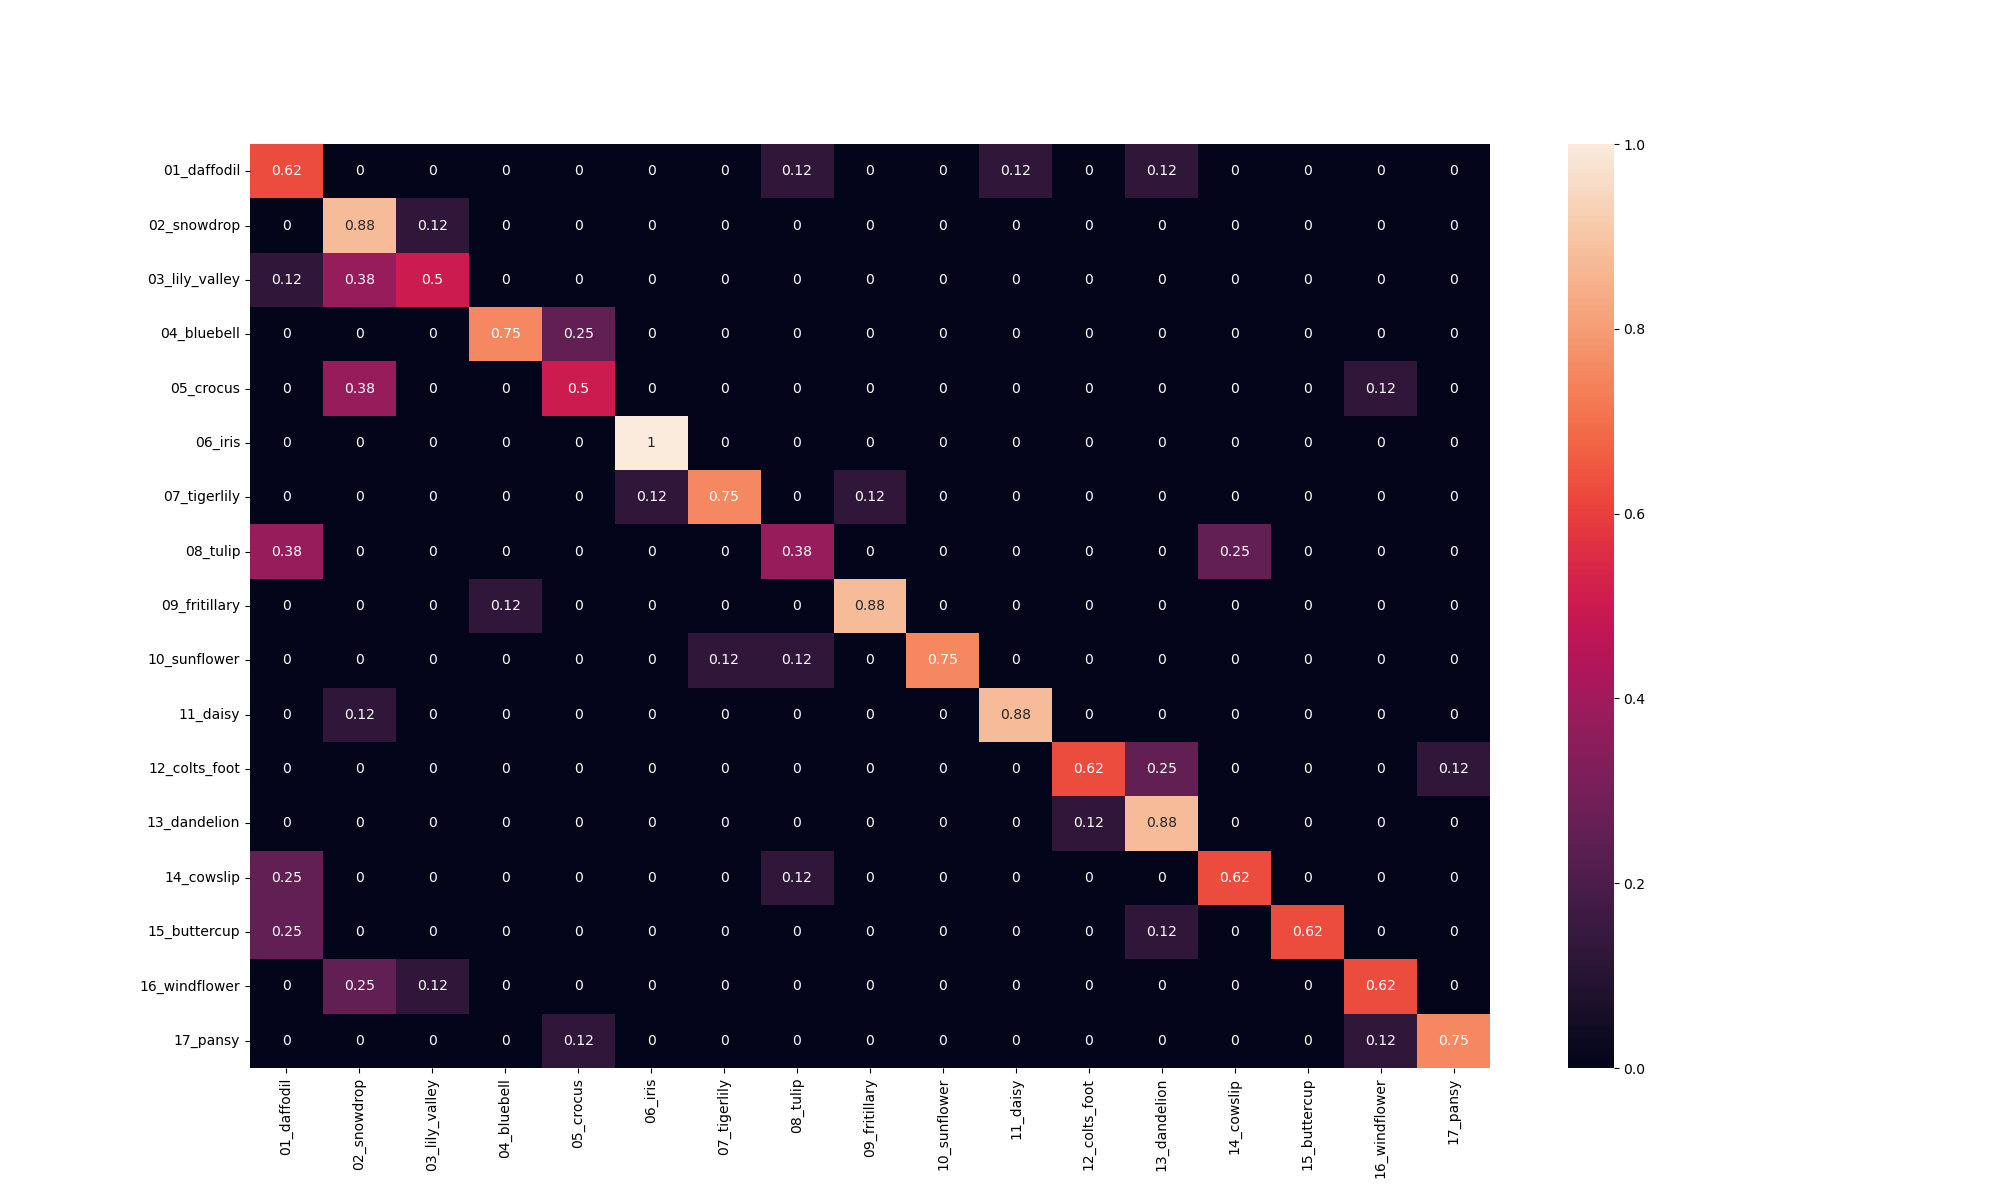 01_daffodil 0.62 0 0 0 0 0 0 0.12 0 0 0.12 0 0.12 0 0 0 0
02_snowdrop 0 0.88 0.12 0 0 0 0 0 0 0 0 0 0 0 0 0 0
03_lily_valley 0.12 0.38 0.5 0 0 0 0 0 0 0 0 0 0 0 0 0 0
04_bluebell 0 0 0 0.75 0.25 0 0 0 0 0 0 0 0 0 0 0 0
05_crocus 0 0.38 0 0 0.5 0 0 0 0 0 0 0 0 0 0 0.12 0
06_iris 0 0 0 0 0 1 0 0 0 0 0 0 0 0 0 0 0
07_tigerlily 0 0 0 0 0 0.12 0.75 0 0.12 0 0 0 0 0 0 0 0
08_tulip 0.38 0 0 0 0 0 0 0.38 0 0 0 0 0 0.25 0 0 0
09_fritillary 0 0 0 0.12 0 0 0 0 0.88 0 0 0 0 0 0 0 0
10_sunflower 0 0 0 0 0 0 0.12 0.12 0 0.75 0 0 0 0 0 0 0
11_daisy 0 0.12 0 0 0 0 0 0 0 0 0.88 0 0 0 0 0 0
12_colts_foot 0 0 0 0 0 0 0 0 0 0 0 0.62 0.25 0 0 0 0.12
13_dandelion 0 0 0 0 0 0 0 0 0 0 0 0.12 0.88 0 0 0 0
14_cowslip 0.25 0 0 0 0 0 0 0.12 0 0 0 0 0 0.62 0 0 0
15_buttercup 0.25 0 0 0 0 0 0 0 0 0 0 0 0.12 0 0.62 0 0
16_windflower 0 0.25 0.12 0 0 0 0 0 0 0 0 0 0 0 0 0.62 0
17_pansy 0 0 0 0 0.12 0 0 0 0 0 0 0 0 0 0 0.12 0.75
01_daffodil
02_snowdrop
03_lily_valley
04_bluebell
05_crocus
06_iris
07_tigerlily
08_tulip
09_fritillary
10_sunflower
11_daisy
12_colts_foot
13_dandelion
14_cowslip
15_buttercup
16_windflower
17_pansy
1.0
0.8
0.6
0.4
0.2
0.0